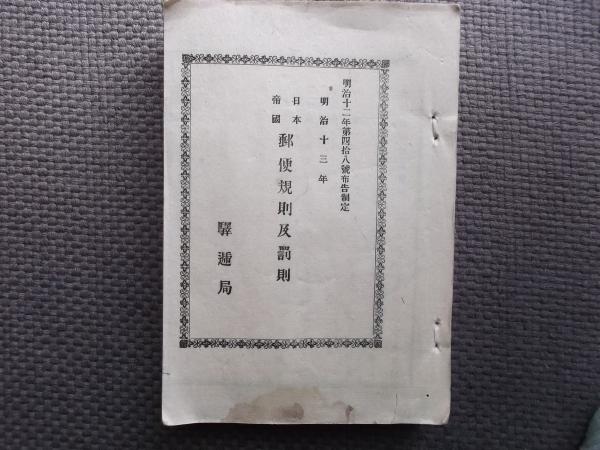 明治十二年第四拾八號布告制定
明治十三年
日本
帝國
郵便規則及罰則
驛遞局